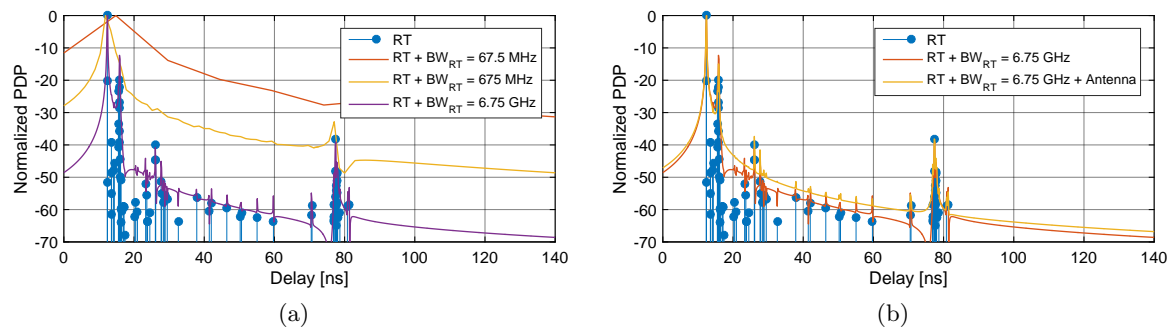 0
-10
-20
-30
-40
-50
-60
-70
Normalized PDP
0 20 40 60 80 100 120 140
Delay [ns]
RT
RT + BW_RT = 67.5 MHz
RT + BW_RT = 675 MHz
RT + BW_RT = 6.75 GHz
(a)
0
-10
-20
-30
-40
-50
-60
-70
Normalized PDP
0 20 40 60 80 100 120 140
Delay [ns]
RT
RT + BW_RT = 6.75 GHz
RT + BW_RT = 6.75 GHz + Antenna
(b)